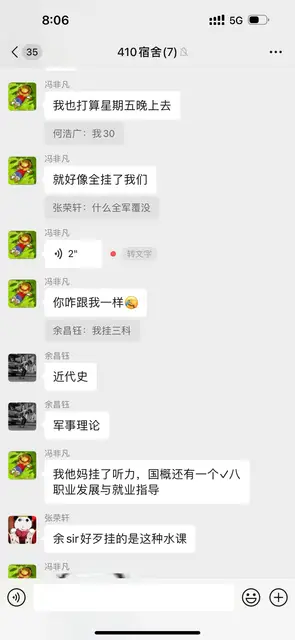 8:06
5G
35
410宿舍(7)
冯非凡
我也打算星期五晚上去
何浩广：我30
冯非凡
就好像全挂了我们
张荣轩：什么全军覆没
冯非凡
2"
转文字
冯非凡
你咋跟我一样
余昌钰：我挂三科
余昌钰
近代史
余昌钰
军事理论
冯非凡
我他妈挂了听力，国概还有一个✓八
职业发展与就业指导
张荣轩
余sir好歹挂的是这种水课
冯非凡